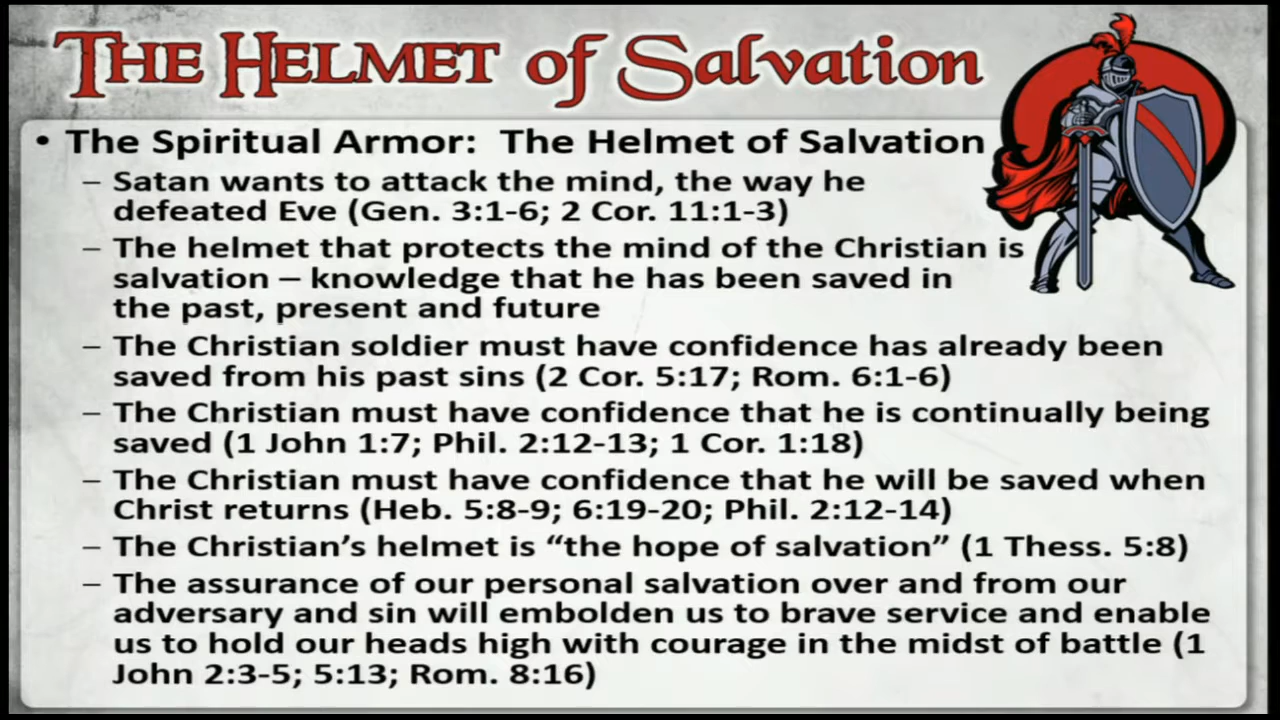 The Helmet of Salvation
• The Spiritual Armor: The Helmet of Salvation
– Satan wants to attack the mind, the way he
defeated Eve (Gen. 3:1-6; 2 Cor. 11:1-3)
– The helmet that protects the mind of the Christian is
salvation – knowledge that he has been saved in
the past, present and future
– The Christian soldier must have confidence has already been
saved from his past sins (2 Cor. 5:17; Rom. 6:1-6)
– The Christian must have confidence that he is continually being
saved (1 John 1:7; Phil. 2:12-13; 1 Cor. 1:18)
– The Christian must have confidence that he will be saved when
Christ returns (Heb. 5:8-9; 6:19-20; Phil. 2:12-14)
– The Christian’s helmet is “the hope of salvation” (1 Thess. 5:8)
– The assurance of our personal salvation over and from our
adversary and sin will embolden us to brave service and enable
us to hold our heads high with courage in the midst of battle (1
John 2:3-5; 5:13; Rom. 8:16)